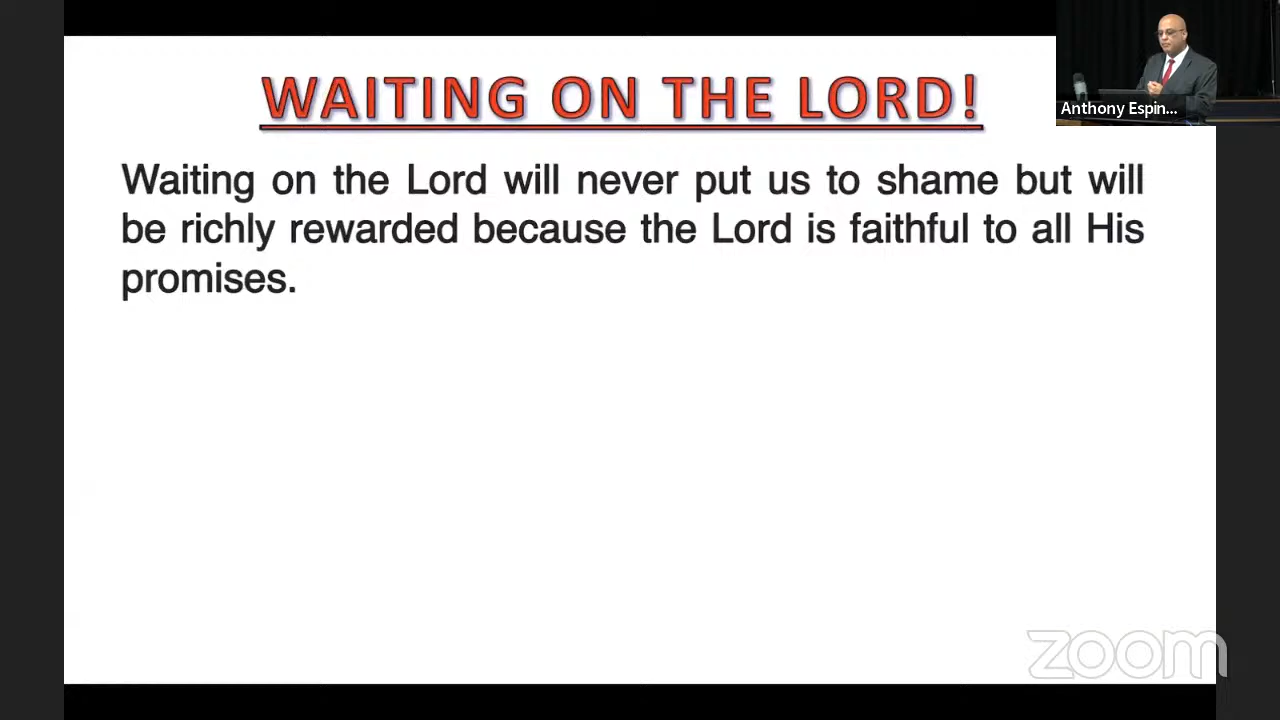 WAITING ON THE LORD!
Anthony Espin...
Waiting on the Lord will never put us to shame but will
be richly rewarded because the Lord is faithful to all His
promises.
zoom